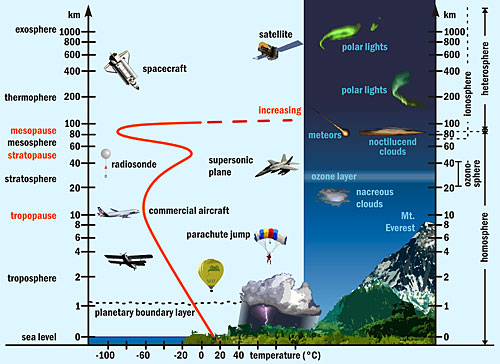 km
km
exosphere
1000
800
600
400
satellite
polar lights
1000
800
600
400
spacecraft
thermophere
200
polar lights
200
increasing
100
100
mesopause
80
meteors
noctilucend
clouds
80
mesosphere
60
60
stratopause
40
radiosonde
supersonic
plane
40
ozone layer
stratosphere
20
nacreous
clouds
20
tropopause
10
commercial aircraft
Mt.
Everest
10
8
8
parachute jump
6
6
4
4
troposphere
2
2
1
1
planetary boundary layer
sea level
0
0
-100
-80
-60
-40
-20
0
20
40
temperature (°C)
ionosphere
heterosphere
ozono-
sphere
homosphere